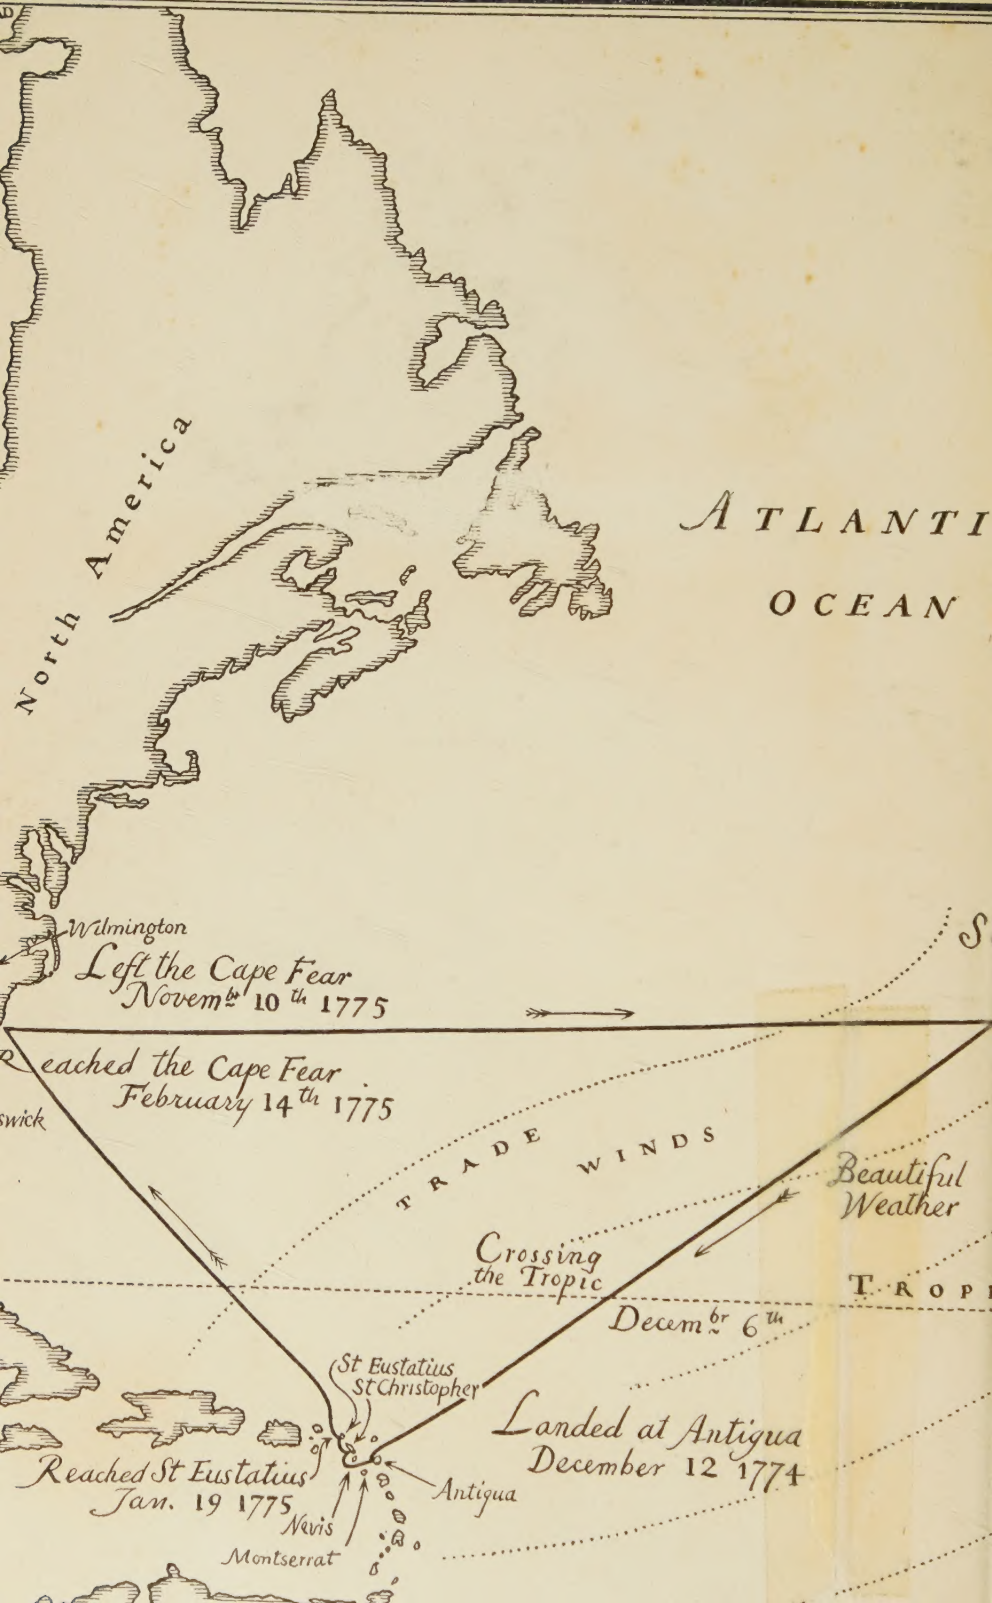 North America
ATLANTI
OCEAN
Wilmington
Left the Cape Fear
Novembr 10th 1775
S
Reached the Cape Fear
February 14th 1775
swick
TRADE
WINDS
Beautiful
Weather
Crossing
the Tropic
TROPI
Decembr 6th
St Eustatius
St Christopher
Landed at Antigua
December 12 1774
Reached St Eustatius
Jan. 19 1775
Antigua
Nevis
Montserrat